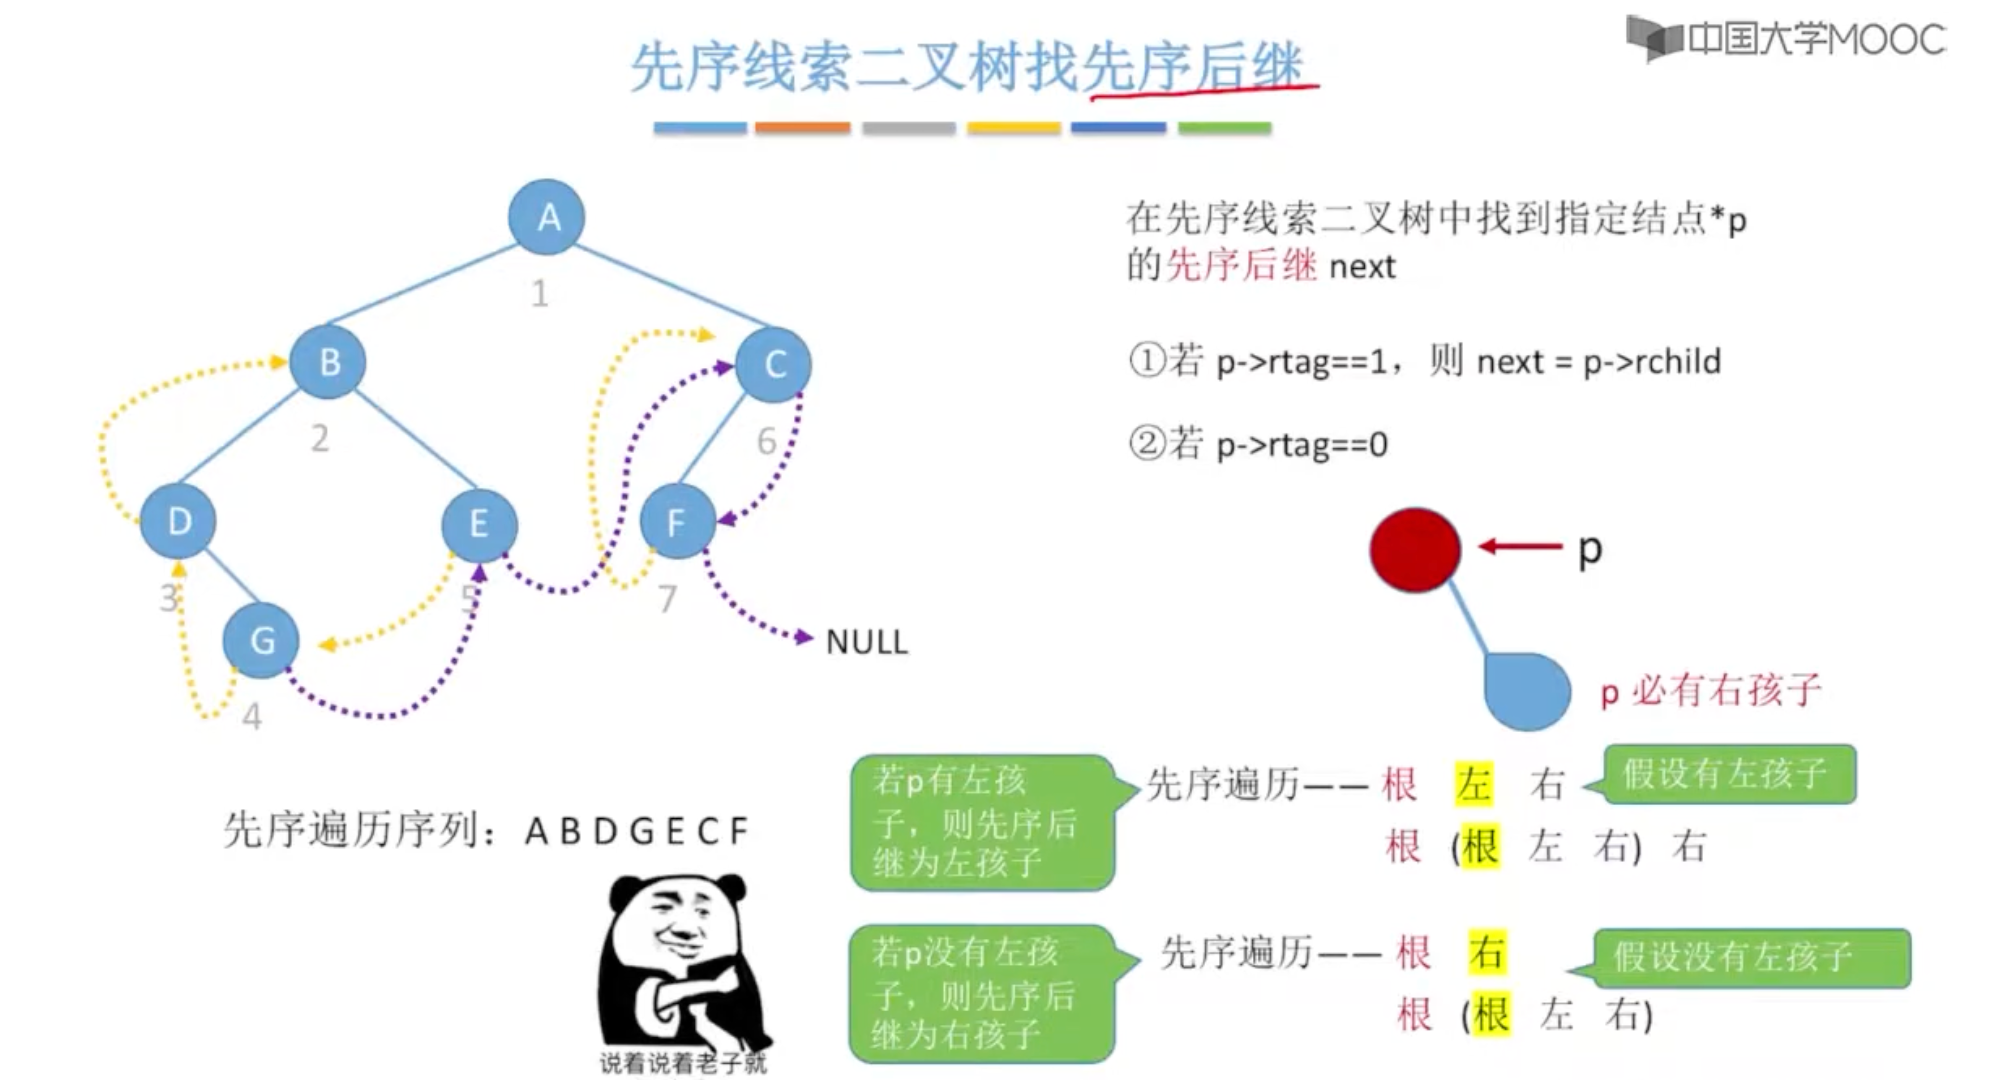 中国大学MOOC
先序线索二叉树找先序后继
A
1
B
2
C
6
D
3
E
5
F
7
G
4
NULL
先序遍历序列：A B D G E C F
说着说着老子就
在先序线索二叉树中找到指定结点*p
的先序后继 next
①若 p->rtag==1，则 next = p->rchild
②若 p->rtag==0
p
p 必有右孩子
若p有左孩
子，则先序后
继为左孩子
先序遍历—— 根 左 右
假设有左孩子
根 (根 左 右) 右
若p没有左孩
子，则先序后
继为右孩子
先序遍历—— 根 右
假设没有左孩子
根 (根 左 右)